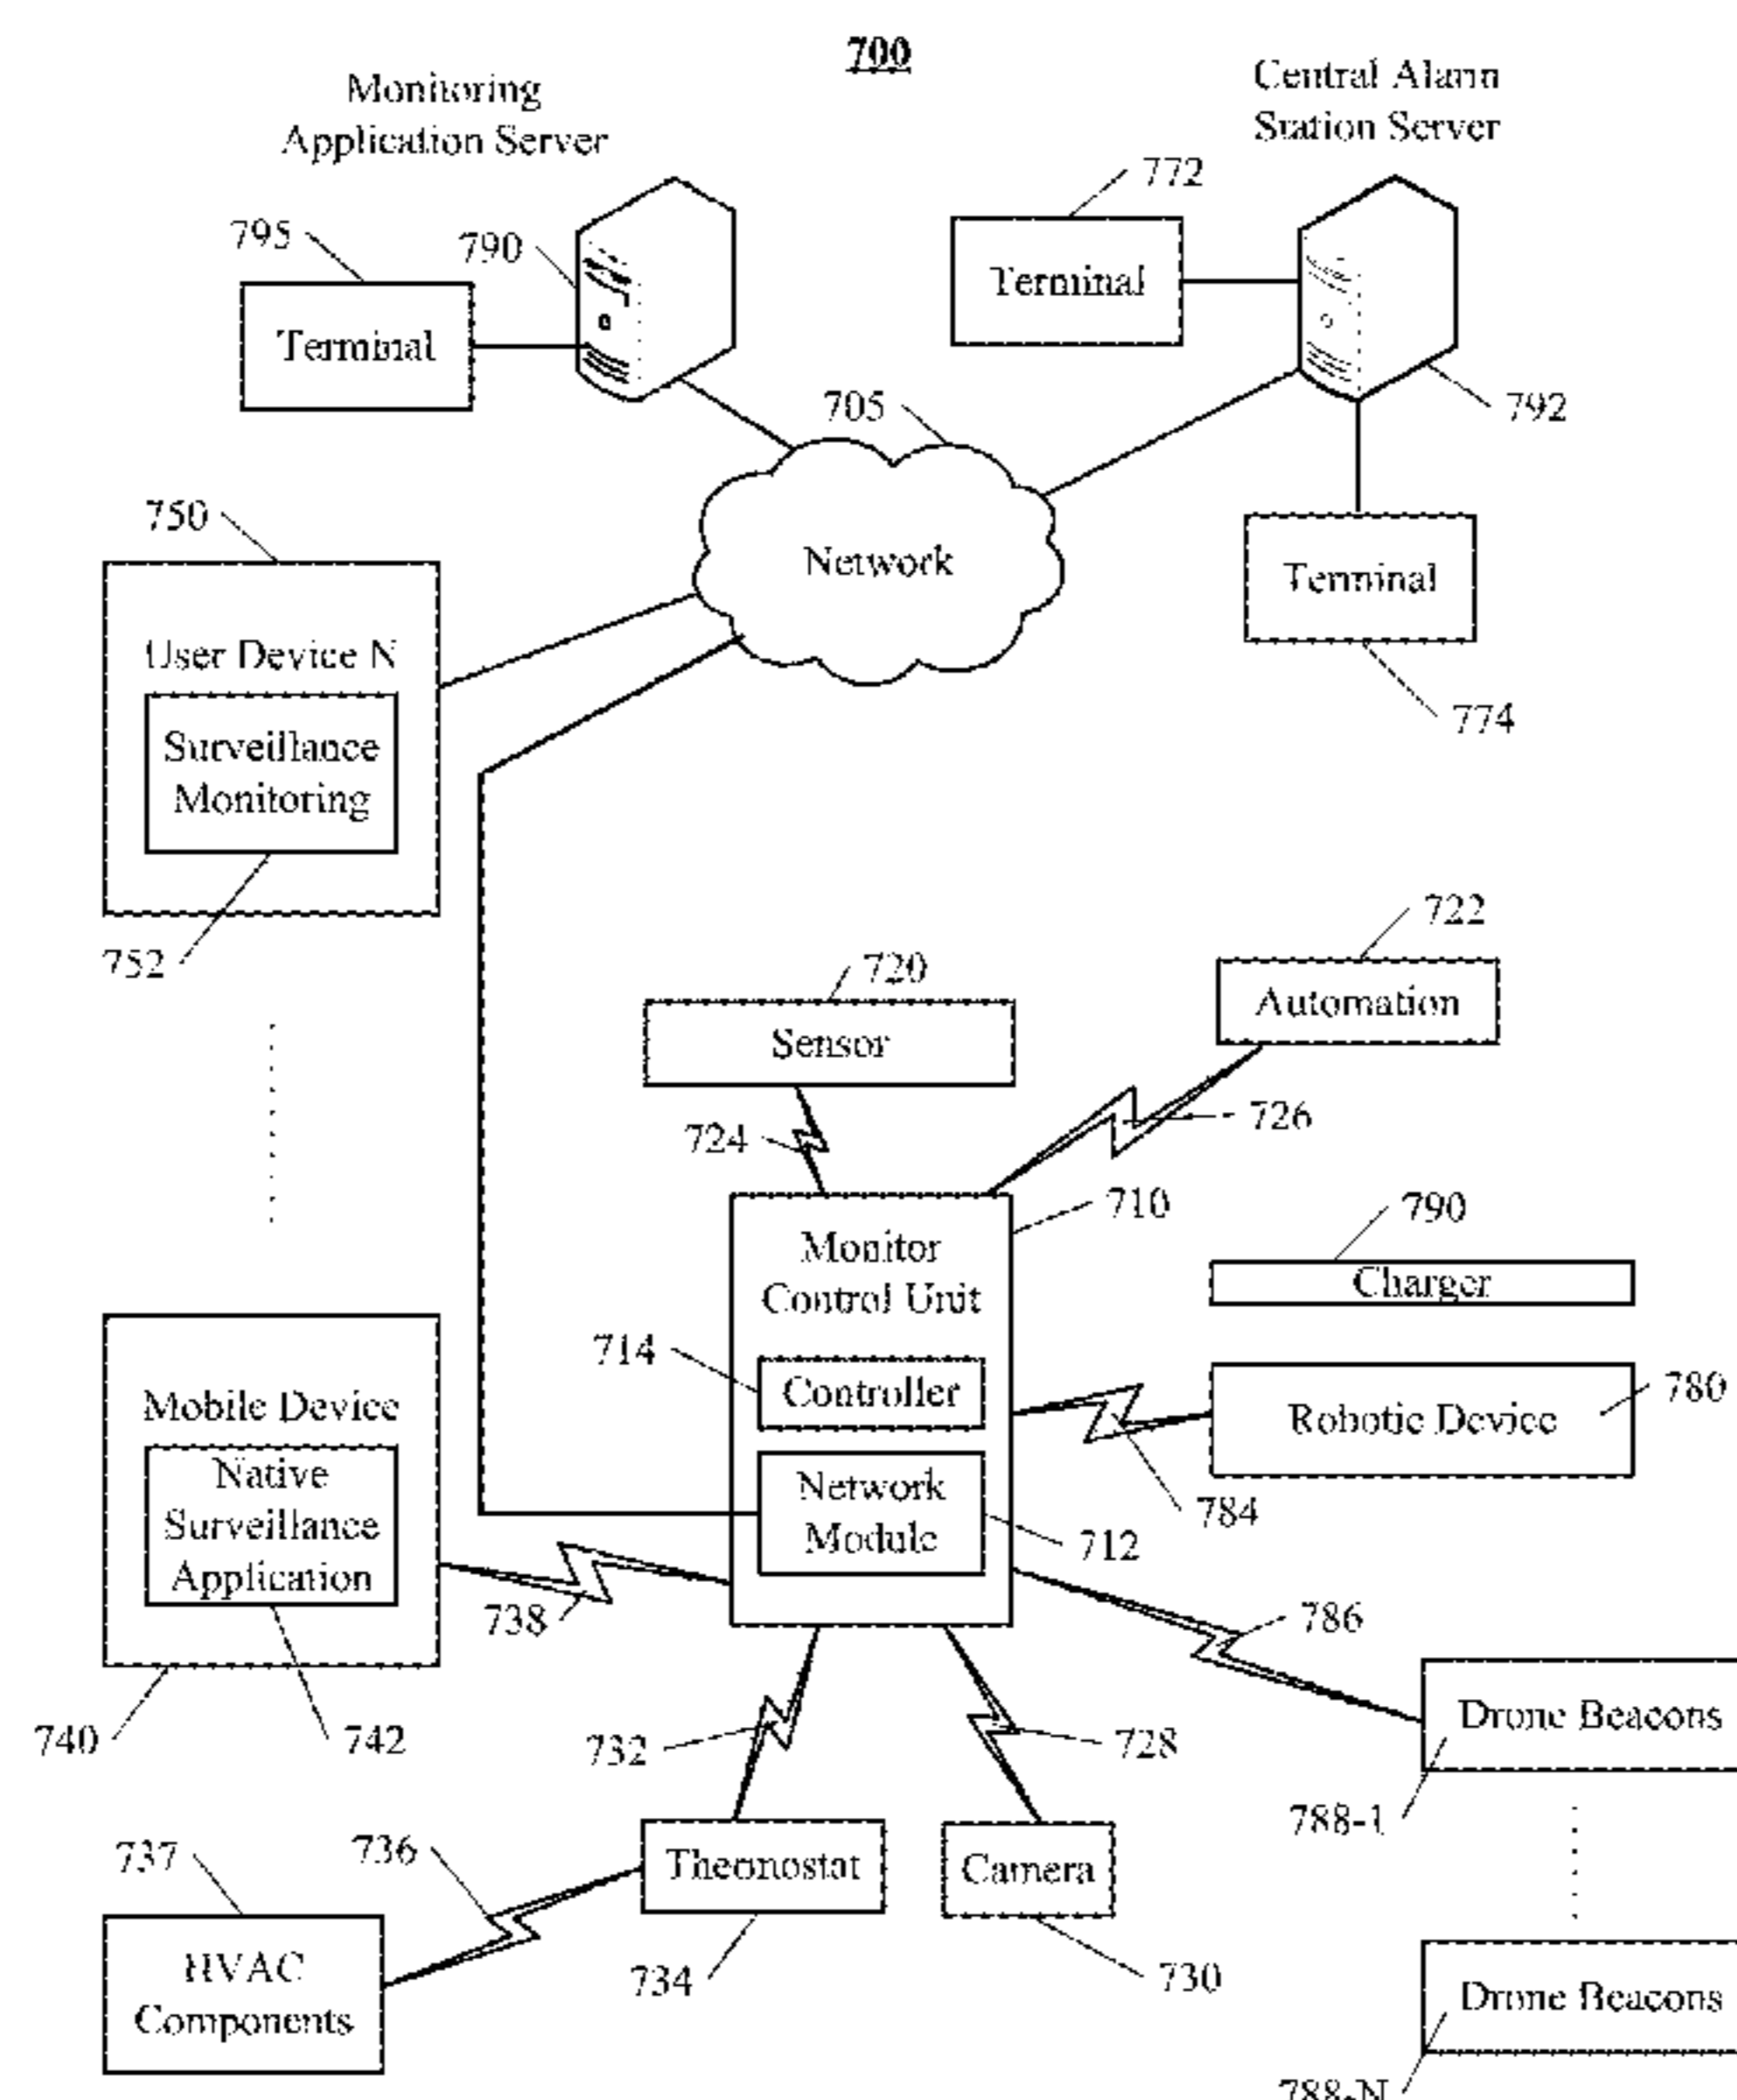 700
Monitoring
Application Server
Central Alarm
Station Server
772
795
790
Terminal
Terminal
705
792
750
Network
Terminal
User Device N
774
Surveillance
Monitoring
722
752
720
Automation
Sensor
726
724
710
790
Monitor
Control Unit
Charger
714
Controller
780
Mobile Device
Robotic Device
Native
Surveillance
Application
Network
Module
784
712
738
786
740
742
732
728
Drone Beacons
788-1
737
736
Thermostat
Camera
HVAC
Components
734
730
Drone Beacons
788-N